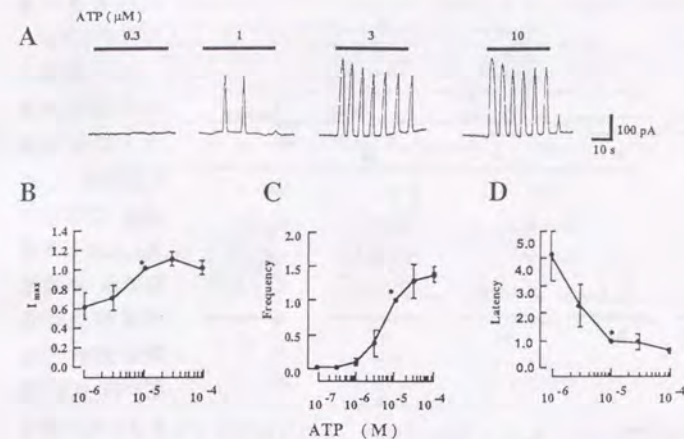 ATP (μM)
A 0.3 1 3 10
100 pA
10 s
B C D
1.4
1.2
1.0
0.8
0.6
0.4
0.2
0.0
I max
10⁻⁶ 10⁻⁵ 10⁻⁴
2.0
1.5
1.0
0.5
0.0
Frequency
10⁻⁷ 10⁻⁶ 10⁻⁵ 10⁻⁴
5.0
4.0
3.0
2.0
1.0
0.0
Latency
10⁻⁶ 10⁻⁵ 10⁻⁴
ATP (M)